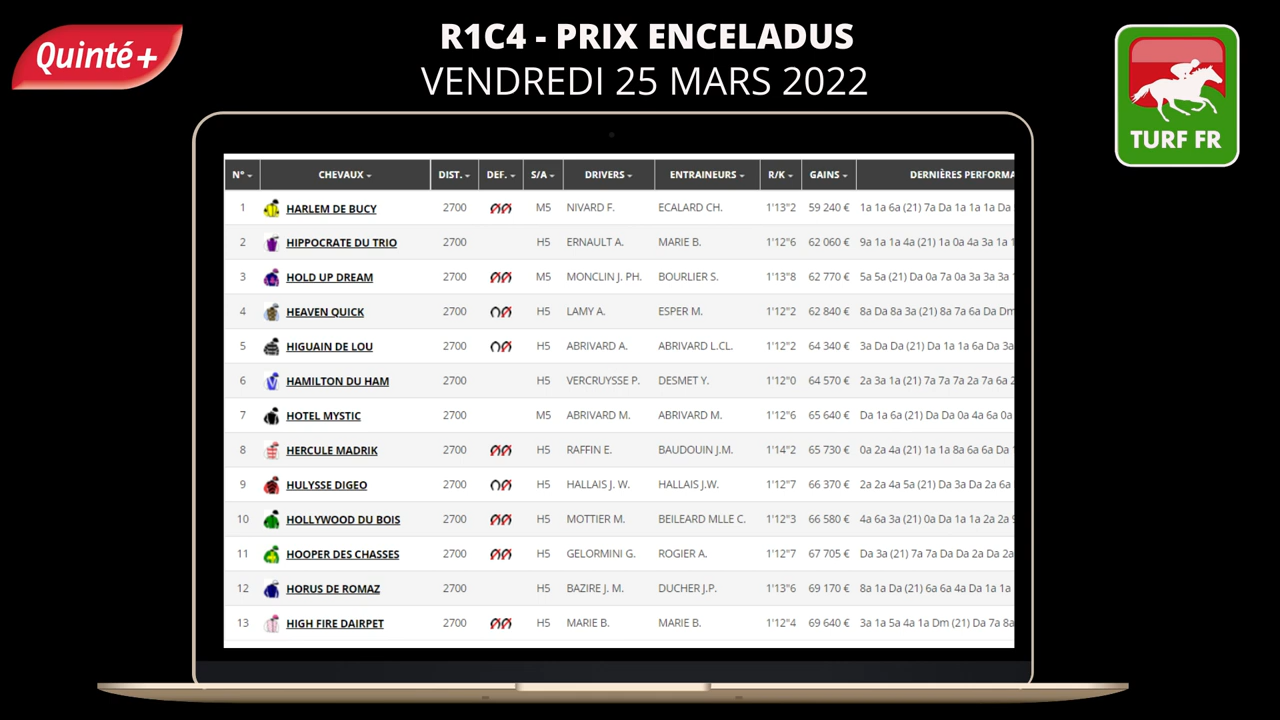 R1C4 - PRIX ENCELADUS
VENDREDI 25 MARS 2022
Quinté+
TURF FR
N° CHEVAUX DIST. DEF. S/A DRIVERS ENTRAINEURS R/K GAINS DERNIÈRES PERFORMA
1 HARLEM DE BUCY 2700 M5 NIVARD F. ECALARD CH. 1'13"2 59 240 € 1a 1a 6a (21) 7a Da 1a 1a 1a Da
2 HIPPOCRATE DU TRIO 2700 H5 ERNAULT A. MARIE B. 1'12"6 62 060 € 9a 1a 1a 4a (21) 1a 0a 4a 3a 1a 1
3 HOLD UP DREAM 2700 M5 MONCLIN J. PH. BOURLIER S. 1'13"8 62 770 € 5a 5a (21) Da 0a 7a 0a 3a 3a 3a
4 HEAVEN QUICK 2700 H5 LAMY A. ESPER M. 1'12"2 62 840 € 8a Da 8a 3a (21) 8a 7a 6a Da Dm
5 HIGUAIN DE LOU 2700 H5 ABRIVARD A. ABRIVARD L.CL. 1'12"2 64 340 € 3a Da Da (21) Da 1a 1a 6a Da 3a
6 HAMILTON DU HAM 2700 H5 VERCRUYSSE P. DESMET Y. 1'12"0 64 570 € 2a 3a 1a (21) 7a 7a 7a 2a 7a 6a 2
7 HOTEL MYSTIC 2700 M5 ABRIVARD M. ABRIVARD M. 1'12"6 65 640 € Da 1a 6a (21) Da Da 0a 4a 6a 0a
8 HERCULE MADRIK 2700 H5 RAFFIN E. BAUDOUIN J.M. 1'14"2 65 730 € 0a 2a 4a (21) 1a 1a 8a 6a 6a Da
9 HULYSSE DIGEO 2700 H5 HALLAIS J. W. HALLAIS J.W. 1'12"7 66 370 € 2a 2a 4a 5a (21) Da 3a Da 2a 6a
10 HOLLYWOOD DU BOIS 2700 H5 MOTTIER M. BEILEARD MLLE C. 1'12"3 66 580 € 4a 6a 3a (21) 0a Da 1a 1a 2a 2a
11 HOOPER DES CHASSES 2700 H5 GELORMINI G. ROGIER A. 1'12"7 67 705 € Da 3a (21) 7a 7a Da Da 2a Da 2a
12 HORUS DE ROMAZ 2700 H5 BAZIRE J. M. DUCHER J.P. 1'13"6 69 170 € 8a 1a Da (21) 6a 6a 4a Da 1a 1a
13 HIGH FIRE DAIRPET 2700 H5 MARIE B. MARIE B. 1'12"4 69 640 € 3a 1a 5a 4a 1a Dm (21) Da 7a 8a